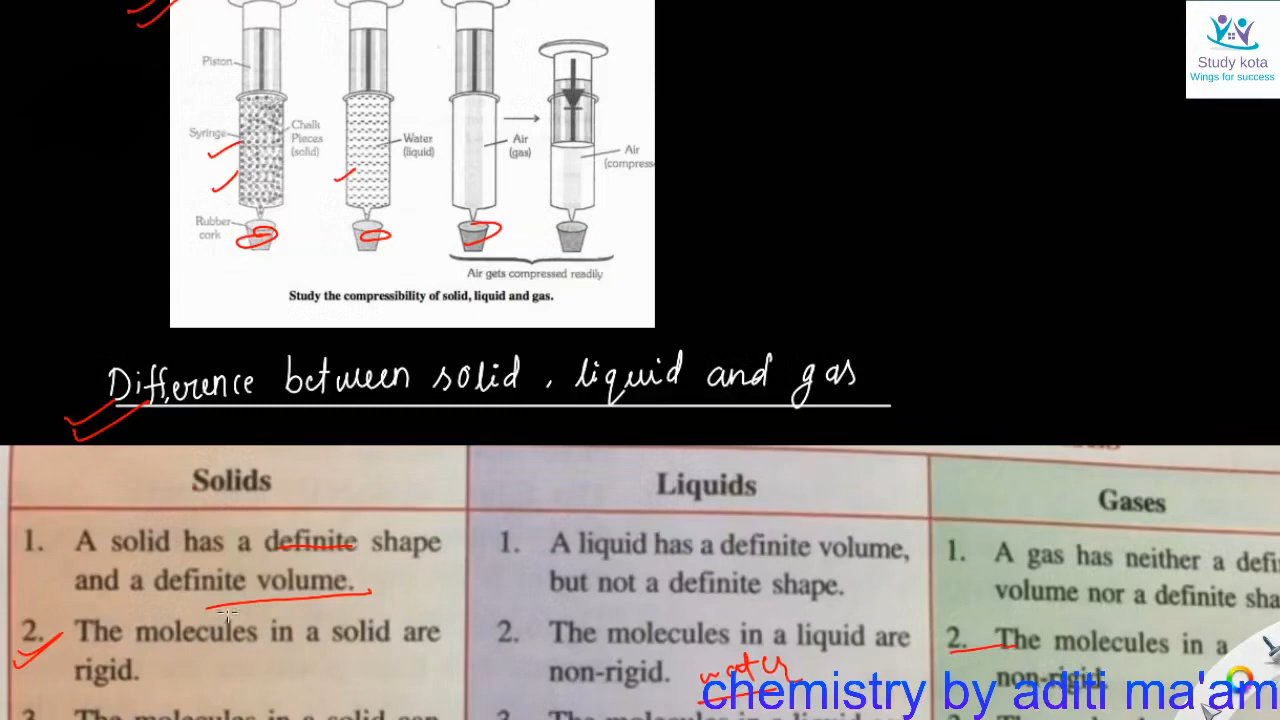 Study kota
Wings for success
Piston
Syringe
Chalk
Pieces
(solid)
Rubber
cork
Water
(liquid)
Air
(gas)
Air
(compress
Air gets compressed readily
Study the compressibility of solid, liquid and gas.
Difference between solid, liquid and gas
Solids
1. A solid has a definite shape
and a definite volume.
2. The molecules in a solid are
rigid.
Liquids
1. A liquid has a definite volume,
but not a definite shape.
2. The molecules in a liquid are
non-rigid.
water
Gases
1. A gas has neither a defi
volume nor a definite sha
2. The molecules in a
non-rigid.
chemistry by aditi ma'am